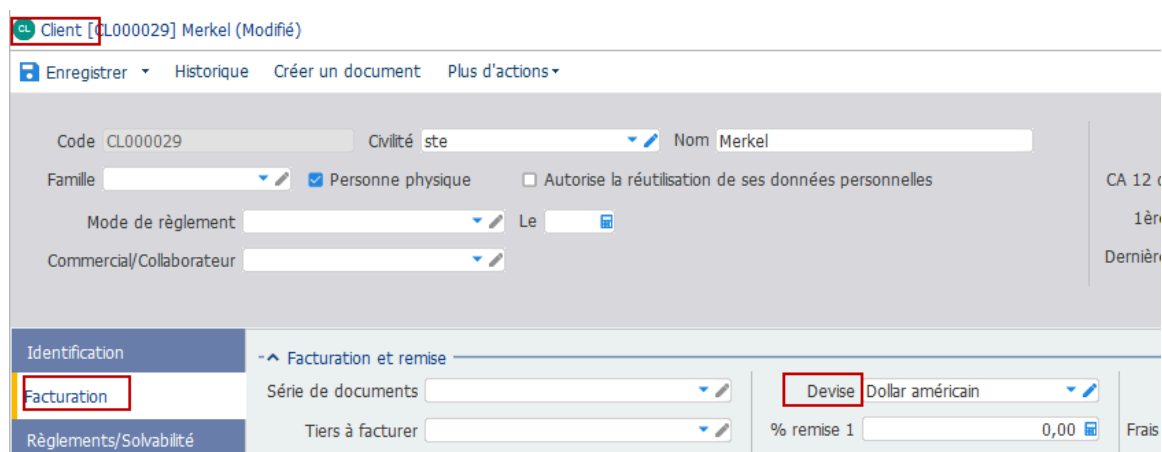 CL Client [CL000029] Merkel (Modifié)
Enregistrer Historique Créer un document Plus d'actions
Code CL000029 Civilité ste Nom Merkel
Famille Personne physique Autorise la réutilisation de ses données personnelles CA 12
Mode de règlement Le 1èr
Commercial/Collaborateur Dernière
Identification
Facturation et remise
Facturation
Série de documents Devise Dollar américain
Règlements/Solvabilité
Tiers à facturer % remise 1 0,00 Frais